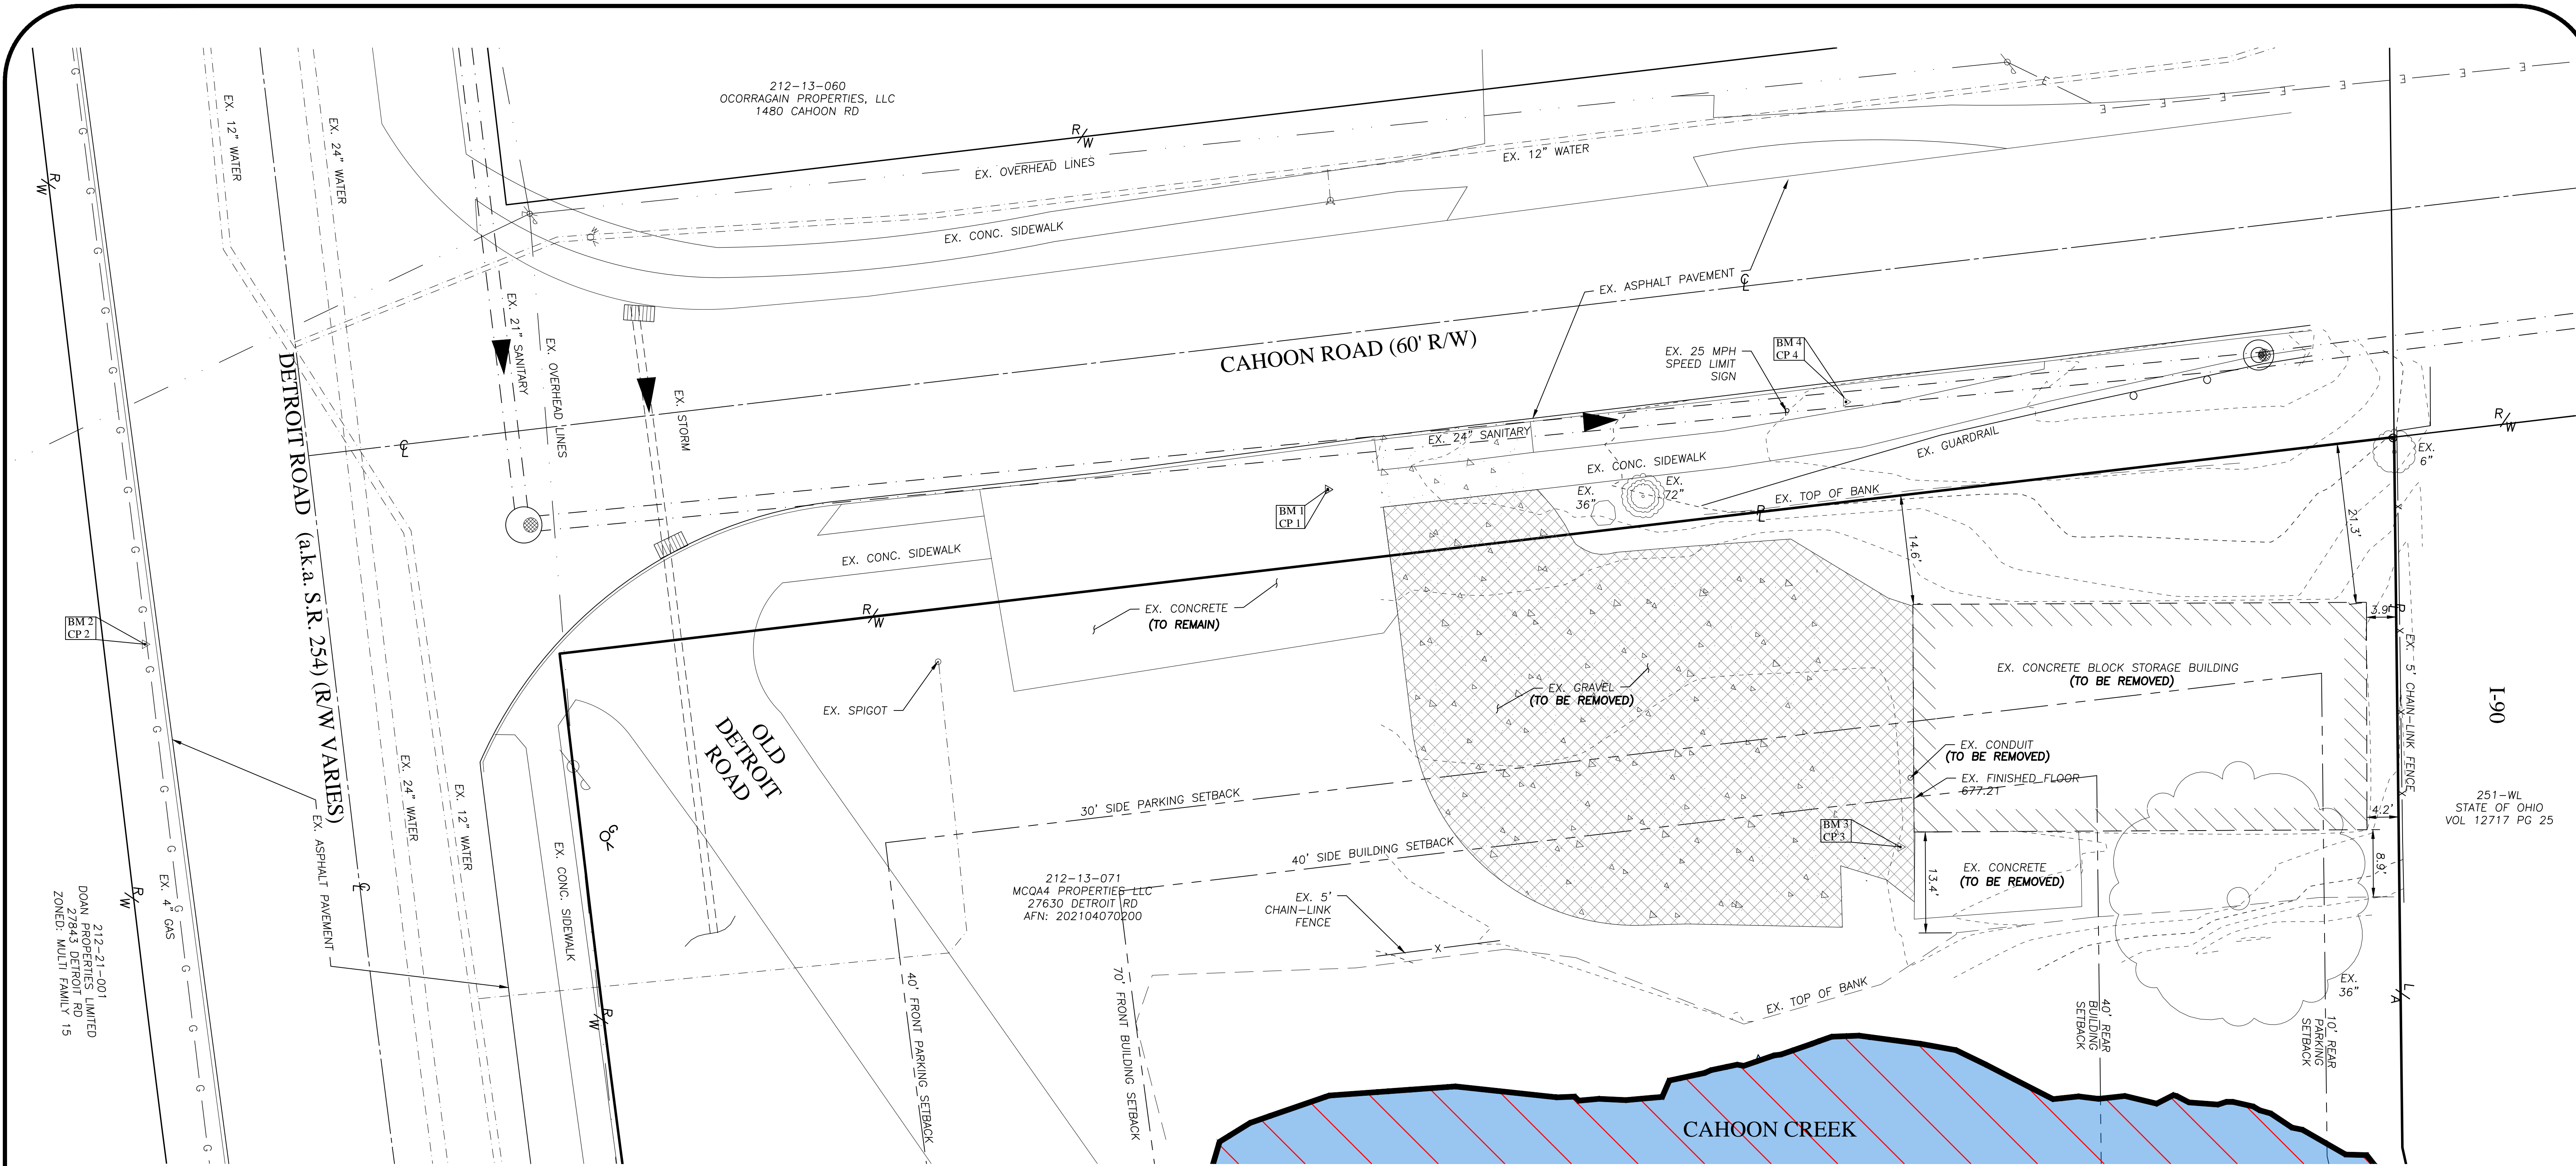 212-13-060
OCORRAGAIN PROPERTIES, LLC
1480 CAHOON RD
R/W
EX. OVERHEAD LINES
EX. 12" WATER
EX. CONC. SIDEWALK
EX. 12" WATER
EX. 24" WATER
R/W
EX. 21" SANITARY
EX. OVERHEAD LINES
EX. STORM
EX. ASPHALT PAVEMENT
CL
CAHOON ROAD (60' R/W)
EX. 25 MPH
SPEED LIMIT
SIGN
BM 4
CP 4
DETROIT ROAD (a.k.a. S.R. 254) (R/W VARIES)
CL
EX. 24" SANITARY
EX. CONC. SIDEWALK
EX. GUARDRAIL
EX.
6"
R/W
EX.
36"
EX.
72"
EX. TOP OF BANK
PL
BM 1
CP 1
EX. CONC. SIDEWALK
14.6'
21.3'
3.9'
PL
EX. CONCRETE
(TO REMAIN)
R/W
BM 2
CP 2
EX. SPIGOT
OLD
DETROIT
ROAD
EX. GRAVEL
(TO BE REMOVED)
EX. CONCRETE BLOCK STORAGE BUILDING
(TO BE REMOVED)
EX. 5' CHAIN-LINK FENCE
I-90
EX. CONDUIT
(TO BE REMOVED)
EX. FINISHED FLOOR
677.21
30' SIDE PARKING SETBACK
40' SIDE BUILDING SETBACK
BM 3
CP 3
4.2'
8.9'
13.4'
251-WL
STATE OF OHIO
VOL 12717 PG 25
EX. CONCRETE
(TO BE REMOVED)
212-13-071
MCQA4 PROPERTIES LLC
27630 DETROIT RD
AFN: 202104070200
EX. 5'
CHAIN-LINK
FENCE
X
G
EX. 24" WATER
EX. 12" WATER
EX. CONC. SIDEWALK
EX. ASPHALT PAVEMENT
CL
EX. 4" GAS
R/W
212-21-001
DOAN PROPERTIES LIMITED
27843 DETROIT RD
ZONED: MULTI FAMILY 15
R/W
40' FRONT PARKING SETBACK
70' FRONT BUILDING SETBACK
EX. TOP OF BANK
40' REAR
BUILDING
SETBACK
10' REAR
PARKING
SETBACK
EX.
36"
L/A
CAHOON CREEK